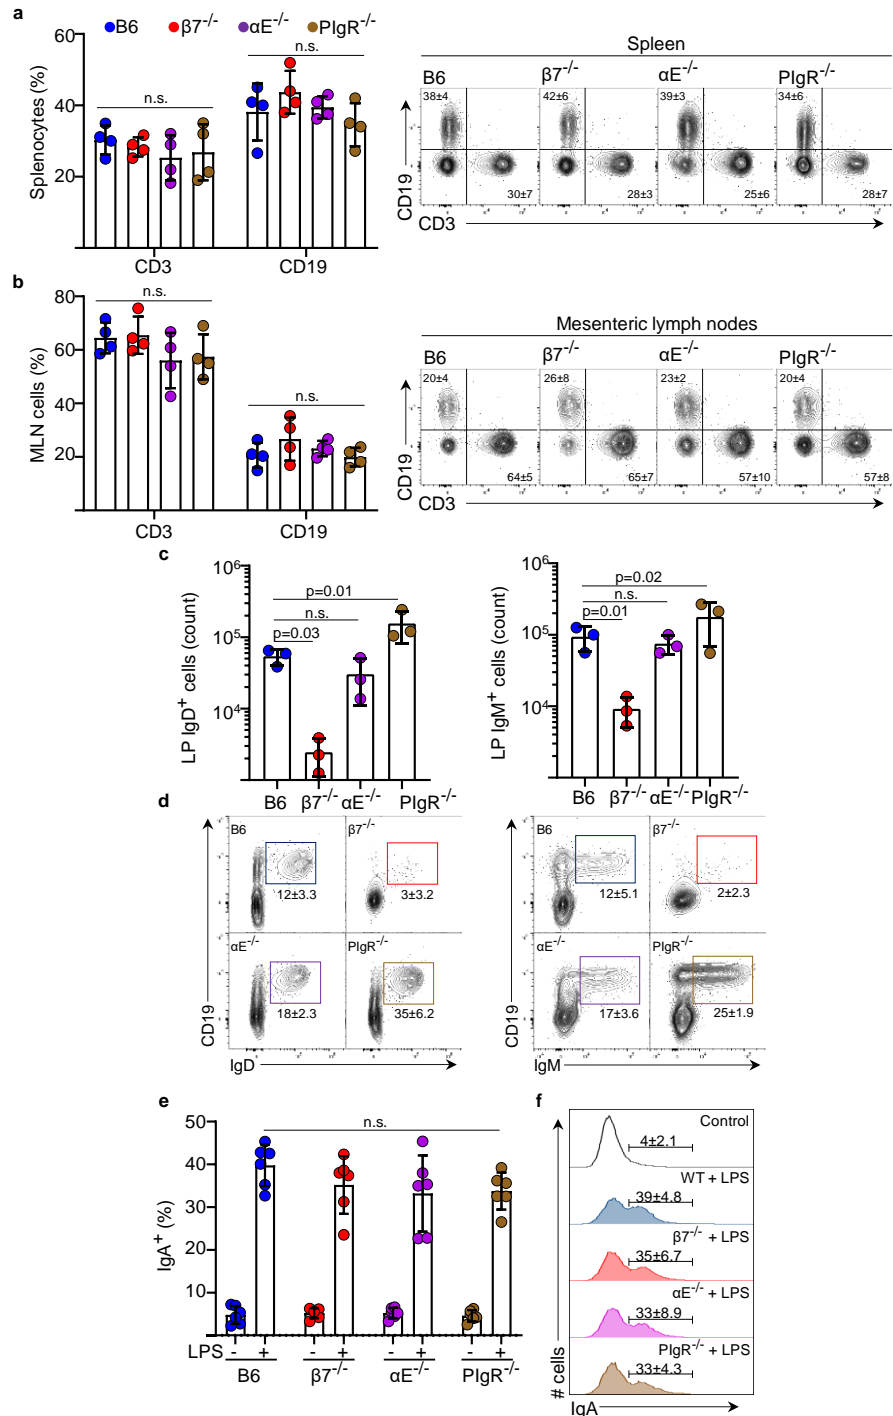 a
B6 β7-/- αE-/- PIgR-/-
60
40
20
Splenocytes (%)
n.s.
n.s.
CD3 CD19
Spleen
B6 β7-/- αE-/- PIgR-/-
38±4 42±6 39±3 34±6
30±7 28±3 25±6 28±7
CD19
CD3
b
80
60
40
20
MLN cells (%)
n.s.
n.s.
CD3 CD19
Mesenteric lymph nodes
B6 β7-/- αE-/- PIgR-/-
20±4 26±8 23±2 20±4
64±5 65±7 57±10 57±8
CD19
CD3
c
10^6
10^5
10^4
LP IgD+ cells (count)
p=0.01
n.s.
p=0.03
B6 β7-/- αE-/- PIgR-/-
10^6
10^5
10^4
LP IgM+ cells (count)
p=0.02
n.s.
p=0.01
B6 β7-/- αE-/- PIgR-/-
d
B6 β7-/-
12±3.3 3±3.2
αE-/- PIgR-/-
18±2.3 35±6.2
CD19
IgD
B6 β7-/-
12±5.1 2±2.3
αE-/- PIgR-/-
17±3.6 25±1.9
CD19
IgM
e
50
40
30
20
10
IgA+ (%)
n.s.
LPS - + - + - + - +
B6 β7-/- αE-/- PIgR-/-
f
Control
4±2.1
WT + LPS
39±4.8
β7-/- + LPS
35±6.7
αE-/- + LPS
33±8.9
PIgR-/- + LPS
33±4.3
# cells
IgA